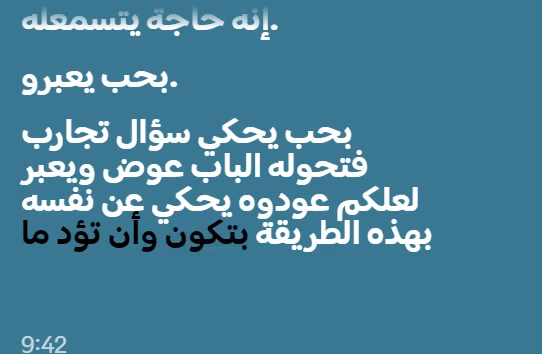 إنه حاجة يتسمعله.
بحب يعبرو.
بحب يحكي سؤال تجارب
فتحوله الباب عوض ويعبر
لعلكم عودوه يحكي عن نفسه
بهذه الطريقة بتكون وأن تؤد ما
9:42